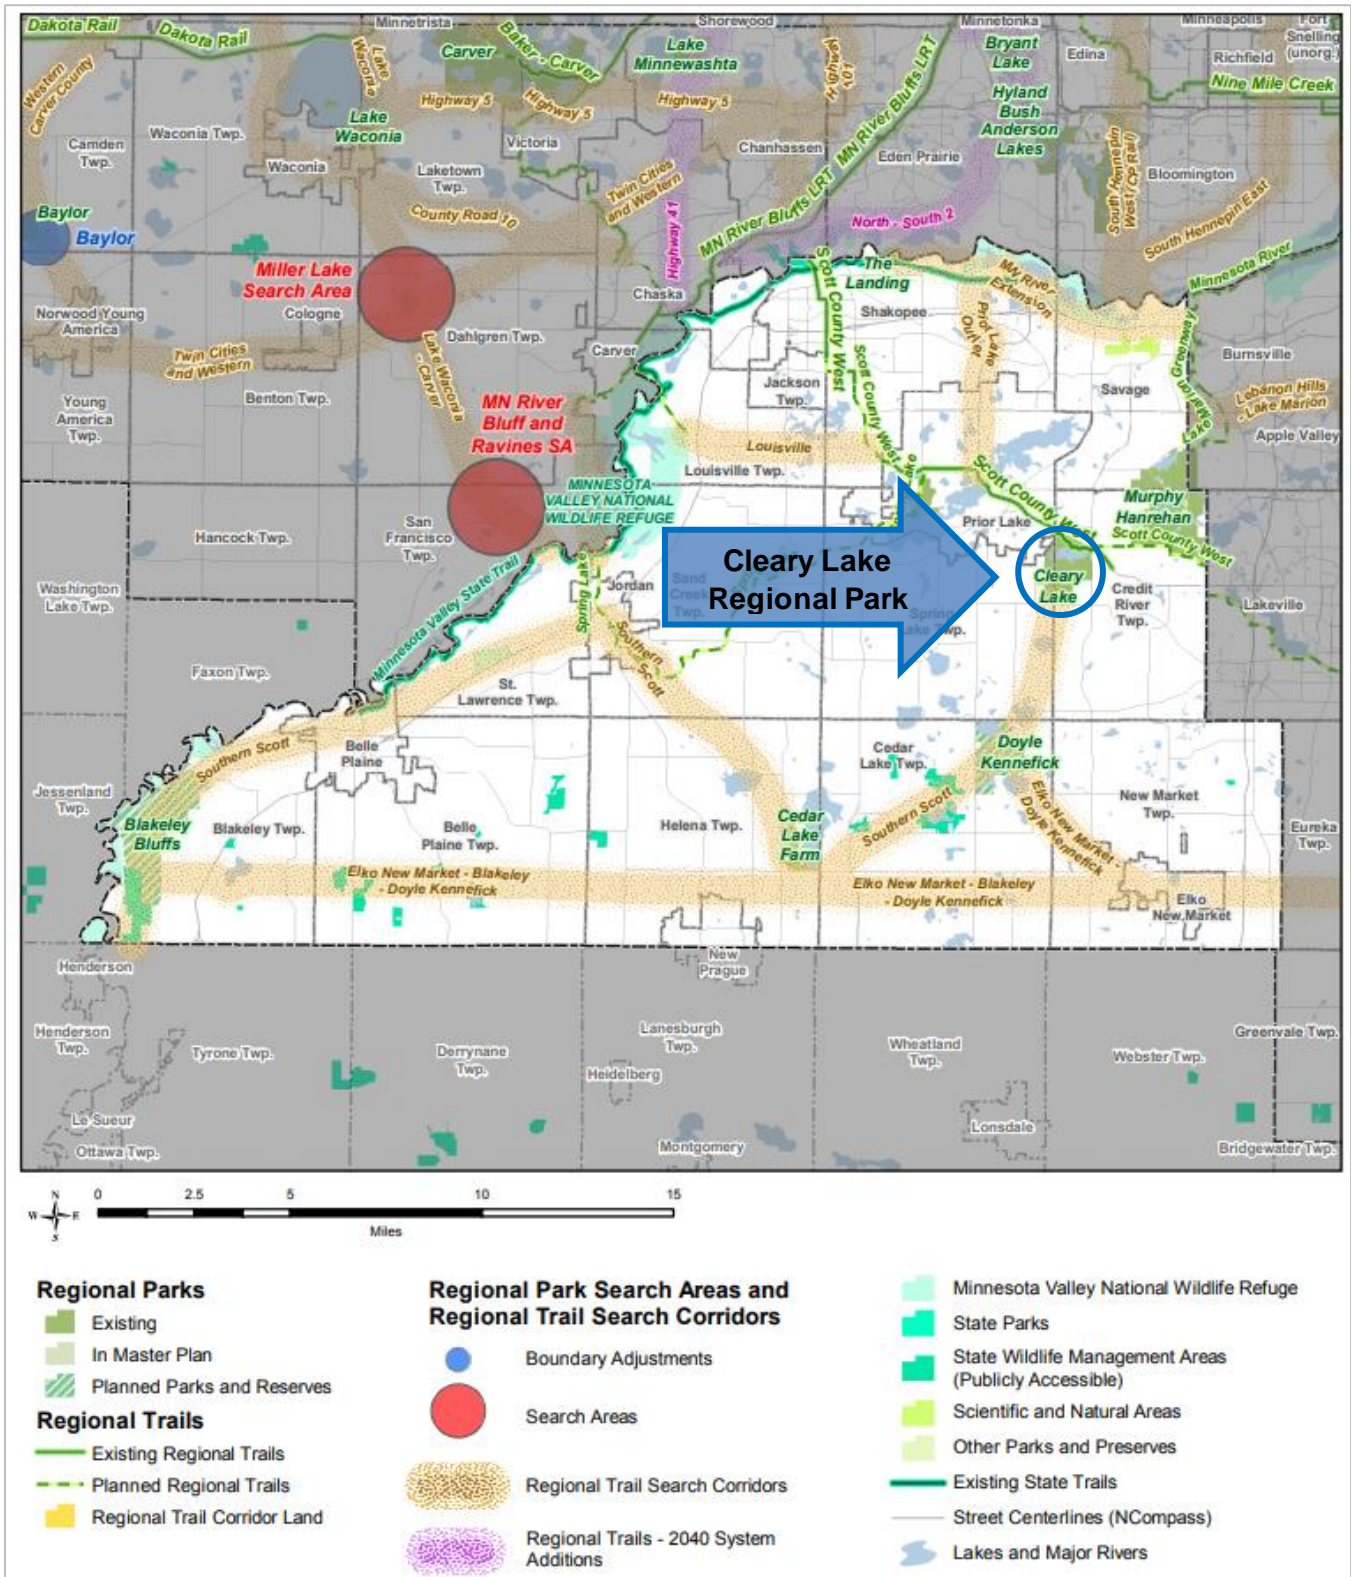 Dakota Rail
Dakota Rail
Minnetrista
Shorewood
Minnetonka
Minneapolis
Fort
Snelling
(unorg.)
Western
Carver County
Lake
Waconia
Carver
Baker - Carver
Lake
Minnewashta
Highway
101
Bryant
Lake
Edina
Richfield
Nine Mile Creek
Highway 5
Highway 5
Highway 5
MN River Bluffs LRT
Hyland
Bush
Anderson
Lakes
Camden
Twp.
Waconia Twp.
Lake
Waconia
Victoria
Chanhassen
Eden Prairie
South Hennepin
West (CP Rail)
Bloomington
Waconia
Laketown
Twp.
Twin Cities
and Western
County Road 10
Highway 41
MN River Bluffs LRT
North - South 2
South Hennepin East
Baylor
Baylor
Miller Lake
Search Area
Cologne
Chaska
Scott County West
The
Landing
MN River
Extension
Minnesota River
Norwood Young
America
Dahlgren Twp.
Shakopee
Prior Lake
Outlet
Twin Cities
and Western
Lake Waconia
- Carver
Carver
Scott County West
Greenway
Lake Marion
Burnsville
Young
America
Twp.
Benton Twp.
Jackson
Twp.
Savage
Lebanon Hills
- Lake Marion
MN River
Bluff and
Ravines SA
Louisville
Apple Valley
MINNESOTA
VALLEY NATIONAL
WILDLIFE REFUGE
Louisville Twp.
Lake
Scott County West
Murphy
Hanrehan
Scott County West
Hancock Twp.
San
Francisco
Twp.
Prior Lake
Cleary Lake
Regional Park
Cleary
Lake
Washington
Lake Twp.
Minnesota Valley State Trail
Spring Lake
Jordan
Sand
Creek
Twp.
Spring
Lake Twp.
Credit
River
Twp.
Lakeville
Faxon Twp.
Southern
Scott
St.
Lawrence Twp.
Southern Scott
Belle
Plaine
Cedar
Lake Twp.
Doyle
Kennefick
Jessenland
Twp.
Blakeley
Bluffs
Blakeley Twp.
Belle
Plaine Twp.
Helena Twp.
Cedar
Lake
Farm
Southern Scott
Elko New Market -
Doyle Kennefick
New Market
Twp.
Eureka
Twp.
Elko New Market - Blakeley
- Doyle Kennefick
Elko New Market - Blakeley
- Doyle Kennefick
Elko
New Market
Henderson
New
Prague
Henderson
Twp.
Tyrone Twp.
Derrynane
Twp.
Lanesburgh
Twp.
Heidelberg
Wheatland
Twp.
Webster Twp.
Greenvale Twp.
Le Sueur
Ottawa Twp.
Montgomery
Lonsdale
Bridgewater Twp.
N
W E
S
0 2.5 5 10 15
Miles
Regional Parks
Existing
In Master Plan
Planned Parks and Reserves
Regional Trails
Existing Regional Trails
Planned Regional Trails
Regional Trail Corridor Land
Regional Park Search Areas and
Regional Trail Search Corridors
Boundary Adjustments
Search Areas
Regional Trail Search Corridors
Regional Trails - 2040 System
Additions
Minnesota Valley National Wildlife Refuge
State Parks
State Wildlife Management Areas
(Publicly Accessible)
Scientific and Natural Areas
Other Parks and Preserves
Existing State Trails
Street Centerlines (NCompass)
Lakes and Major Rivers